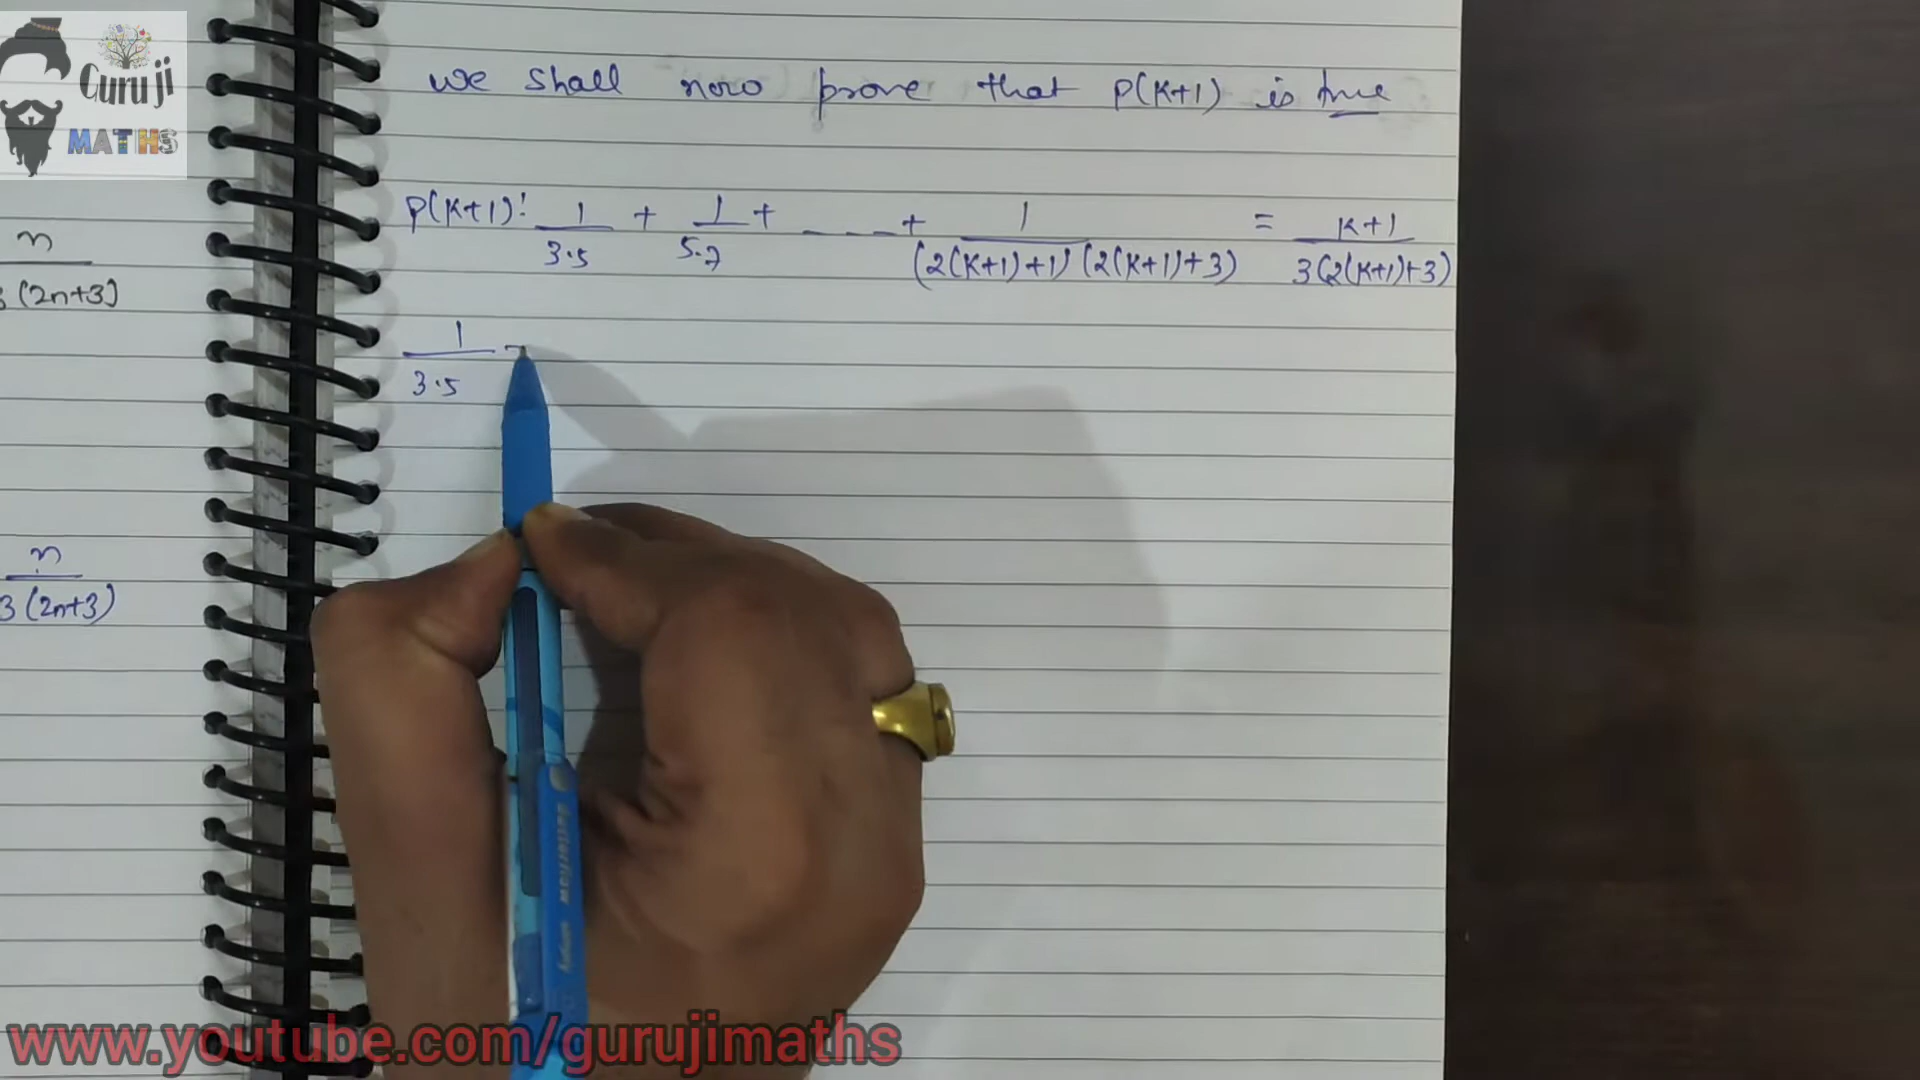 Guru ji
MATHS
n
3 (2n+3)
n
3 (2n+3)
we shall now prove that P(K+1) is true
P(K+1): 1/3.5 + 1/5.7 + ----+ 1/(2(K+1)+1) (2(K+1)+3) = K+1/3(2(K+1)+3)
1/3.5
www.youtube.com/gurujimaths